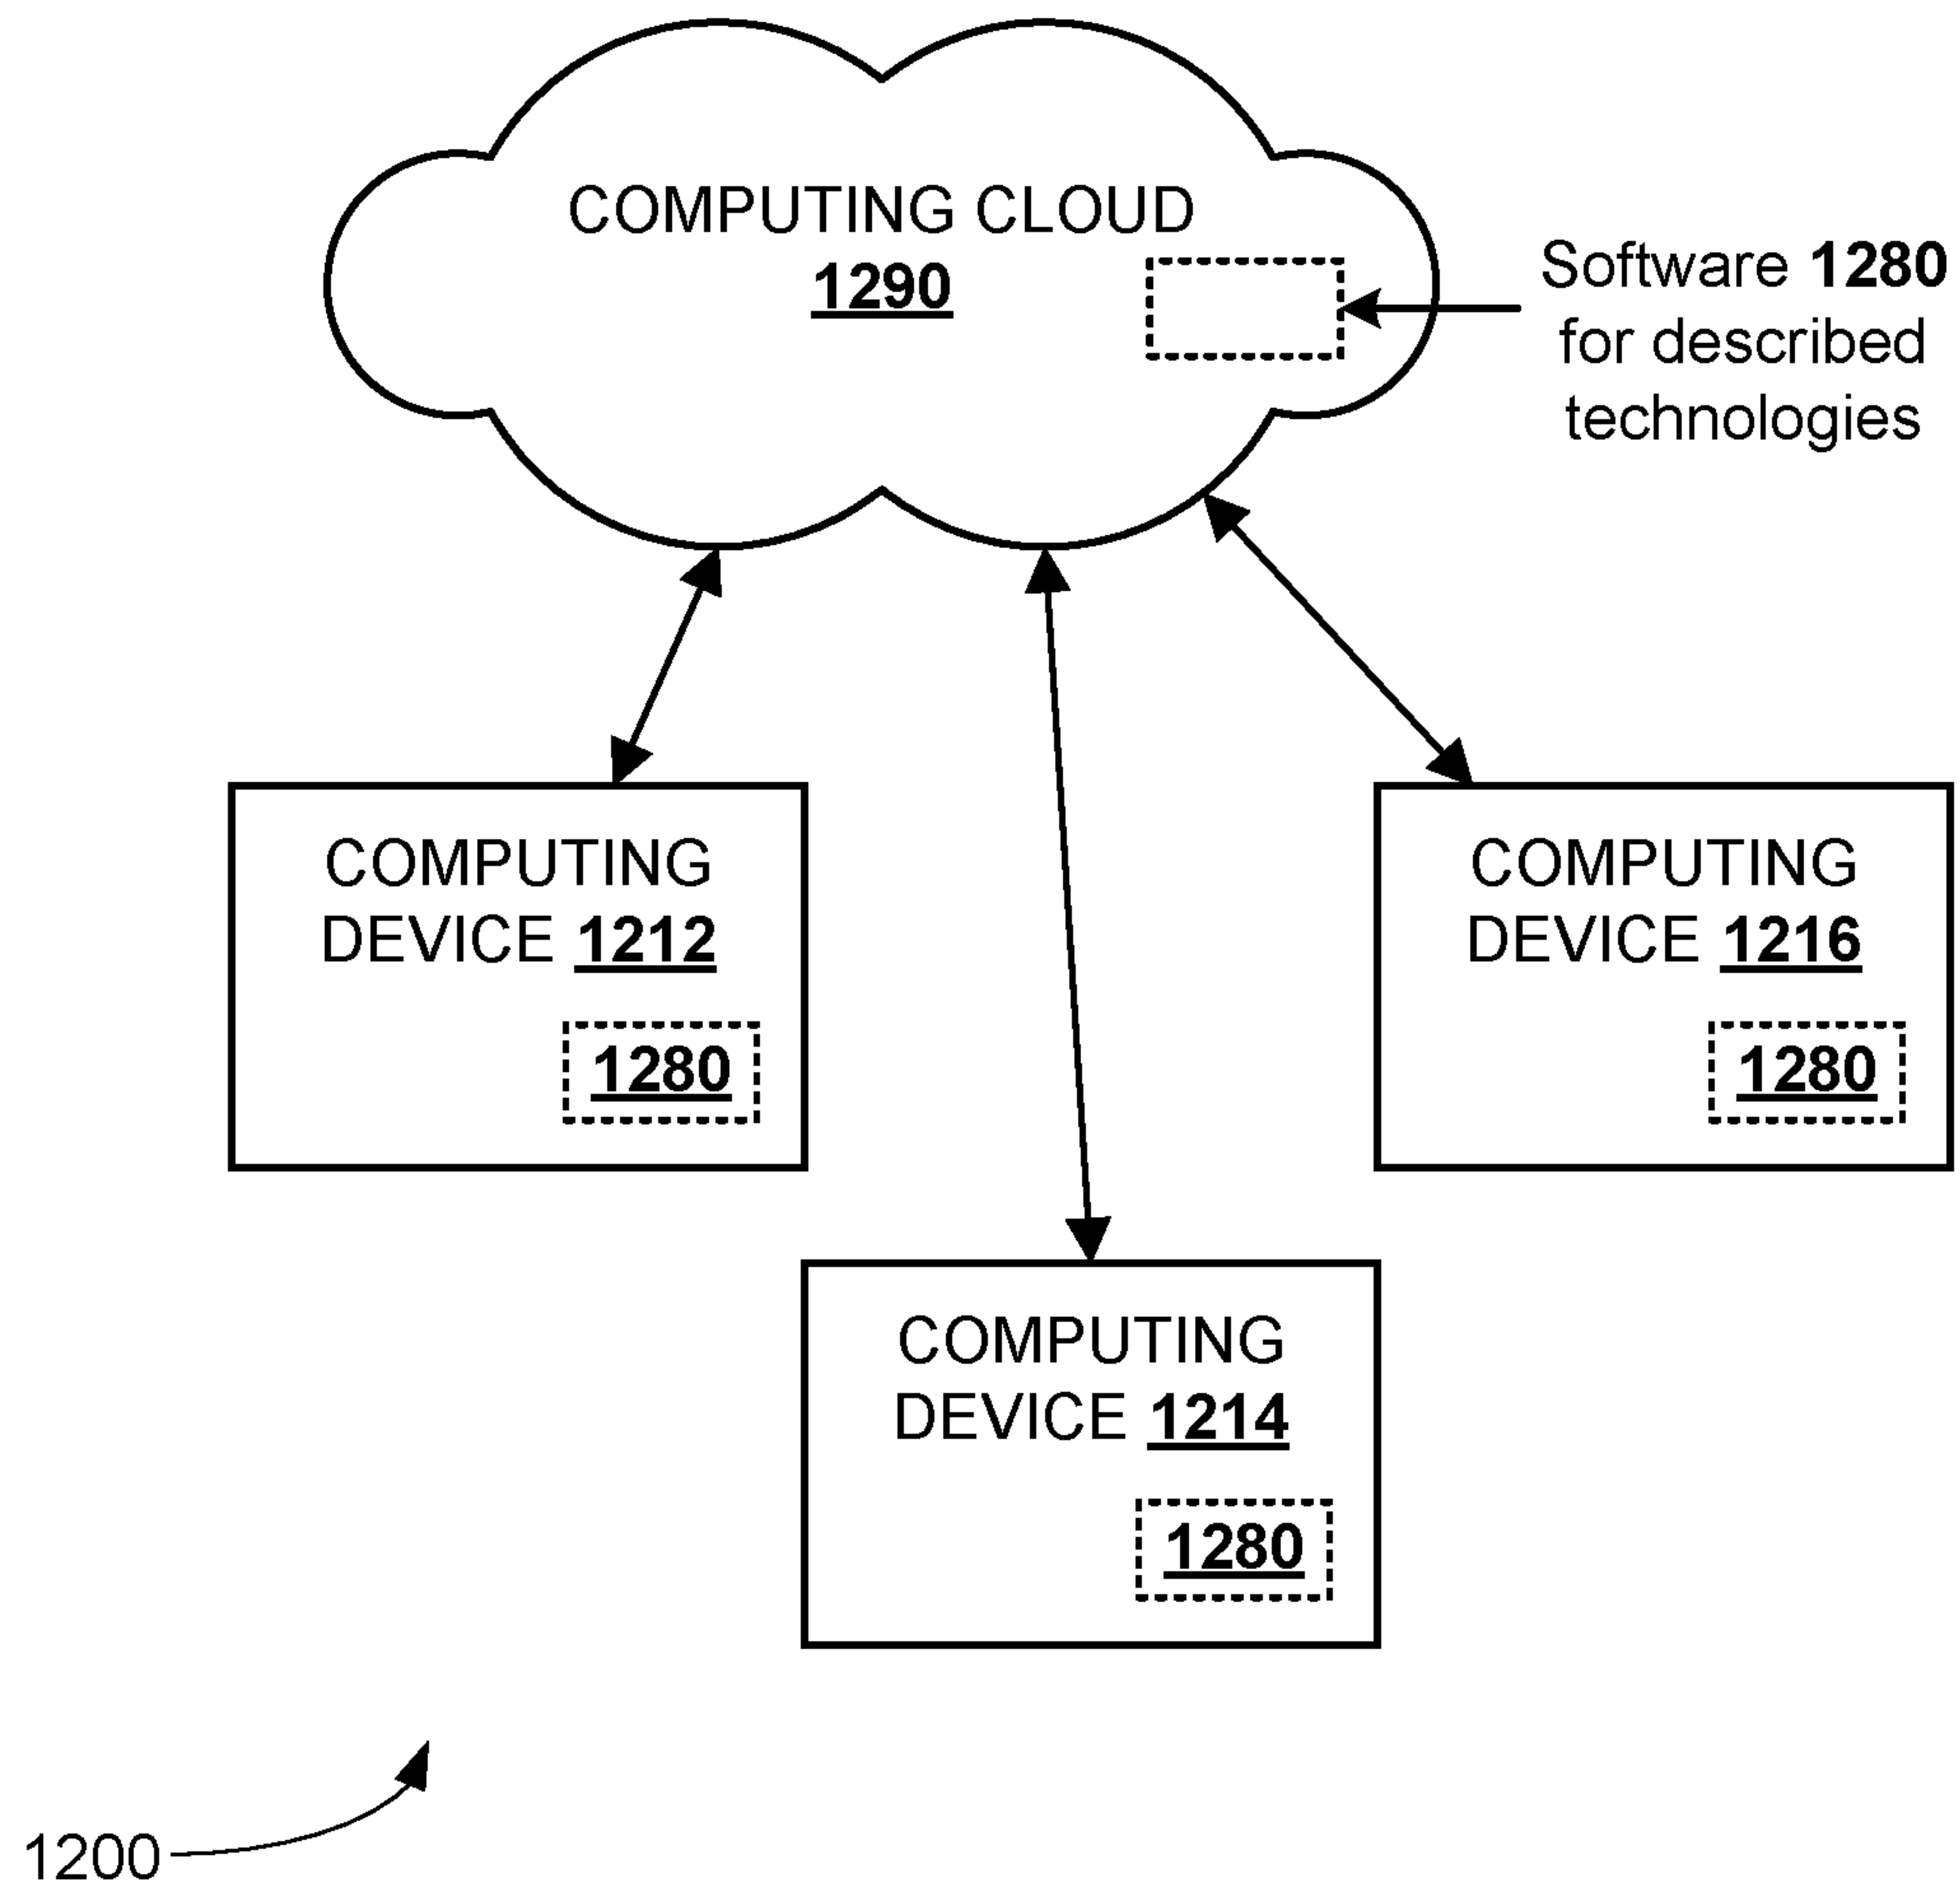 COMPUTING CLOUD
1290
Software 1280
for described
technologies
COMPUTING
DEVICE 1212
1280
COMPUTING
DEVICE 1216
1280
COMPUTING
DEVICE 1214
1280
1200